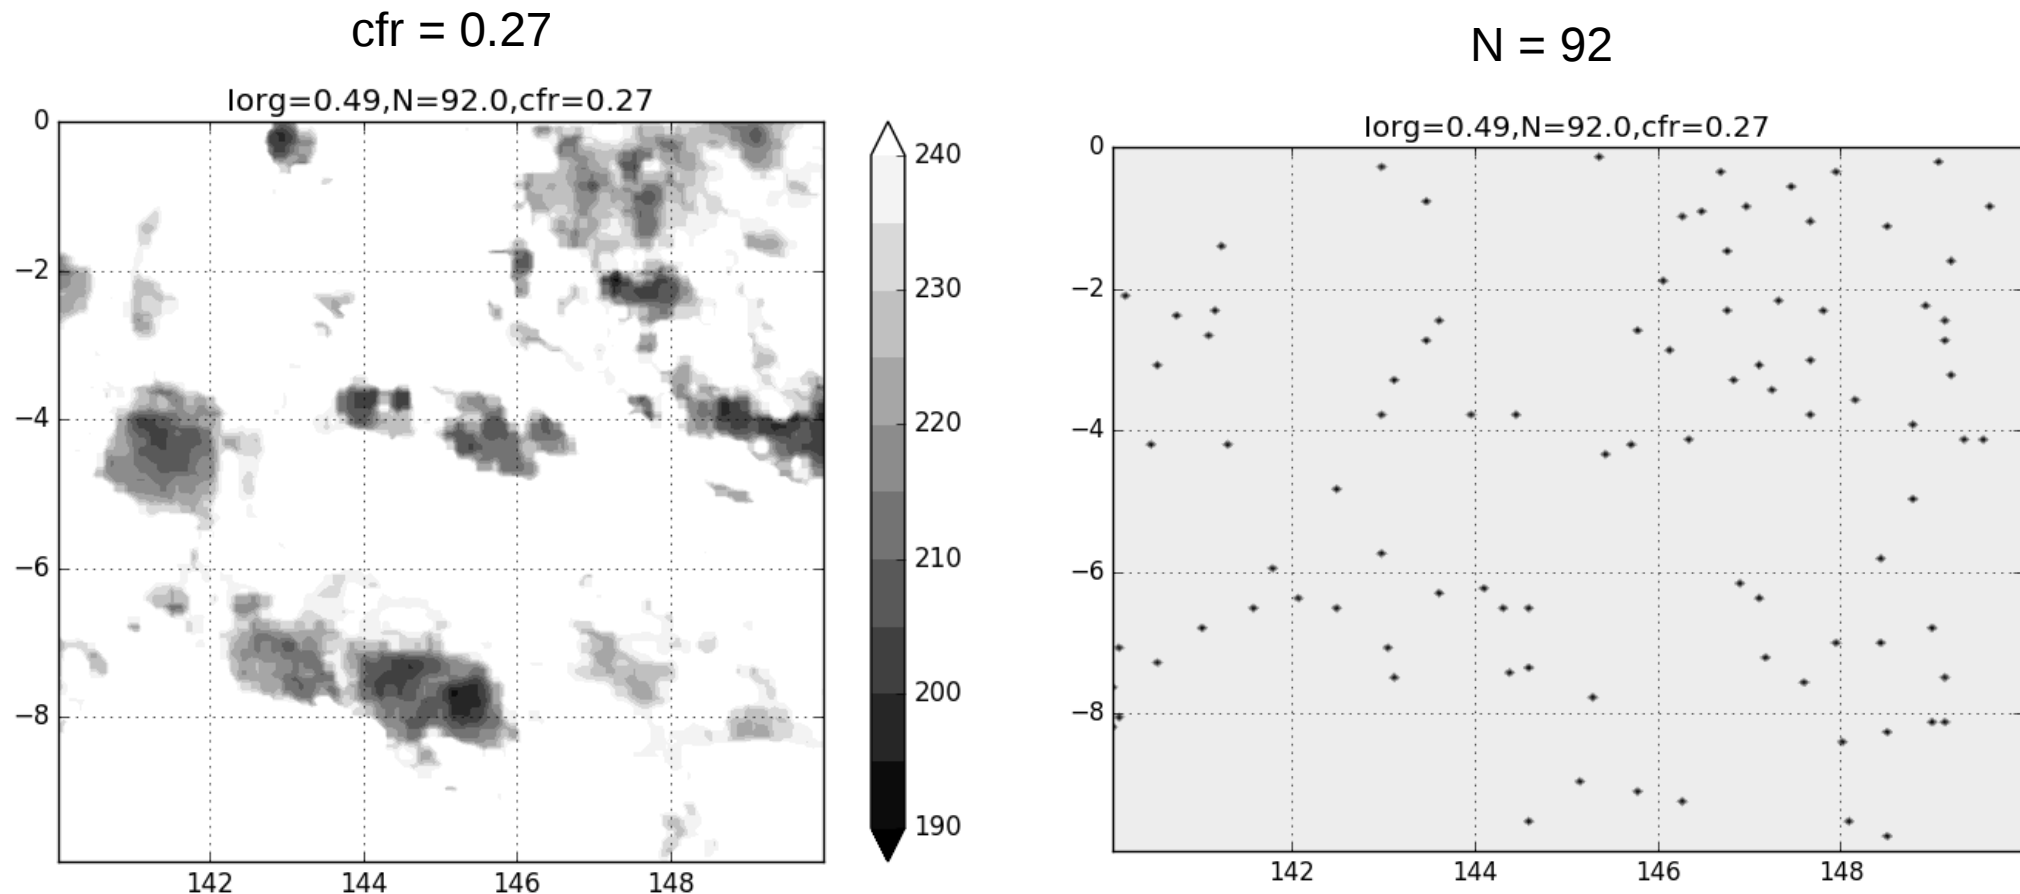 cfr = 0.27
Iorg=0.49,N=92.0,cfr=0.27
0
−2
−4
−6
−8
142 144 146 148
240
230
220
210
200
190
N = 92
Iorg=0.49,N=92.0,cfr=0.27
0
−2
−4
−6
−8
142 144 146 148